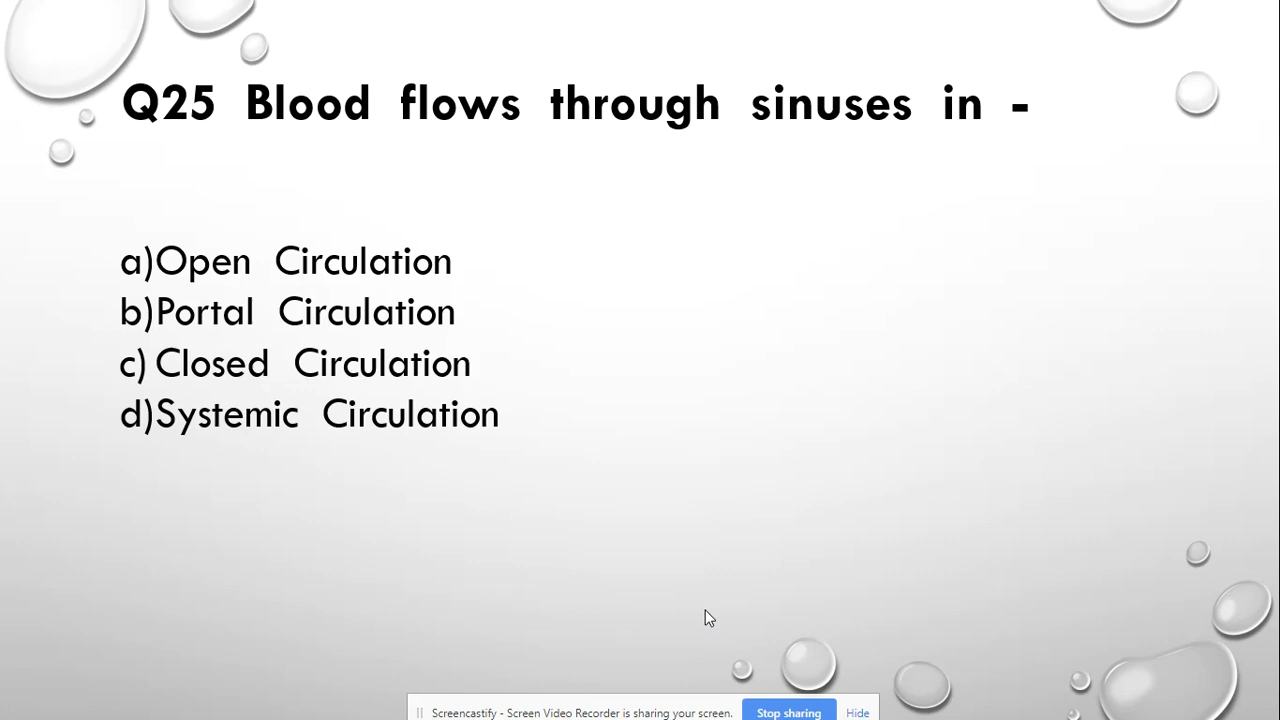 Q25 Blood flows through sinuses in -
a)Open Circulation
b)Portal Circulation
c) Closed Circulation
d)Systemic Circulation
Screencastify - Screen Video Recorder is sharing your screen. Stop sharing Hide